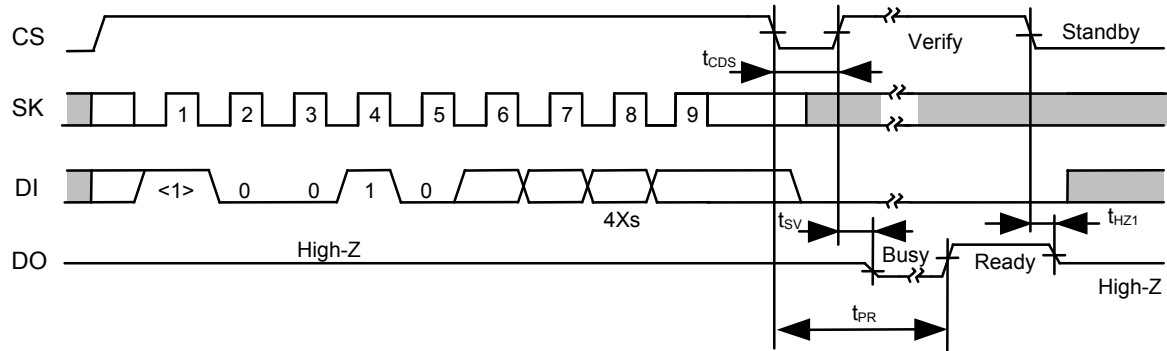 CS
Verify
Standby
tCDS
SK
1 2 3 4 5 6 7 8 9
DI
<1> 0 0 1 0
4Xs
tSV
tHZ1
DO
High-Z
Busy
Ready
High-Z
tPR